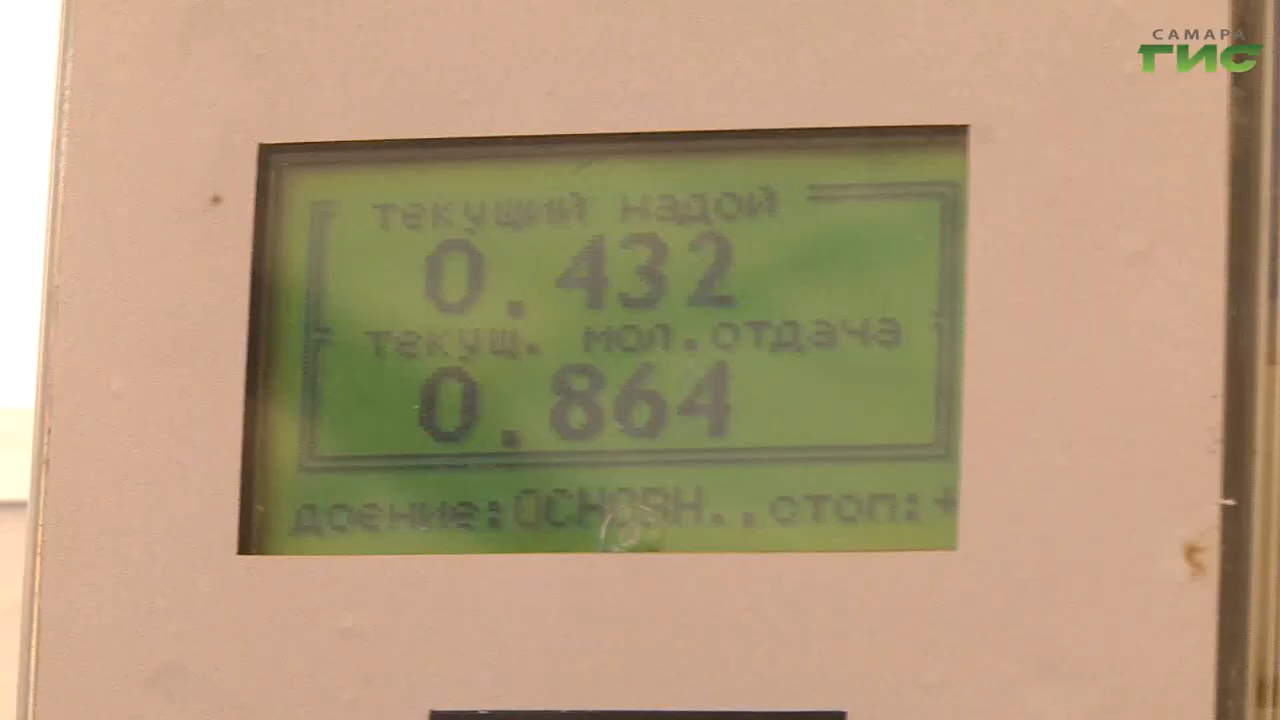 САМАРА
ГИС
текущий надой
0.432
текущ. мол.отдача
0.864
доение:ОСНОВН.,стоп:+